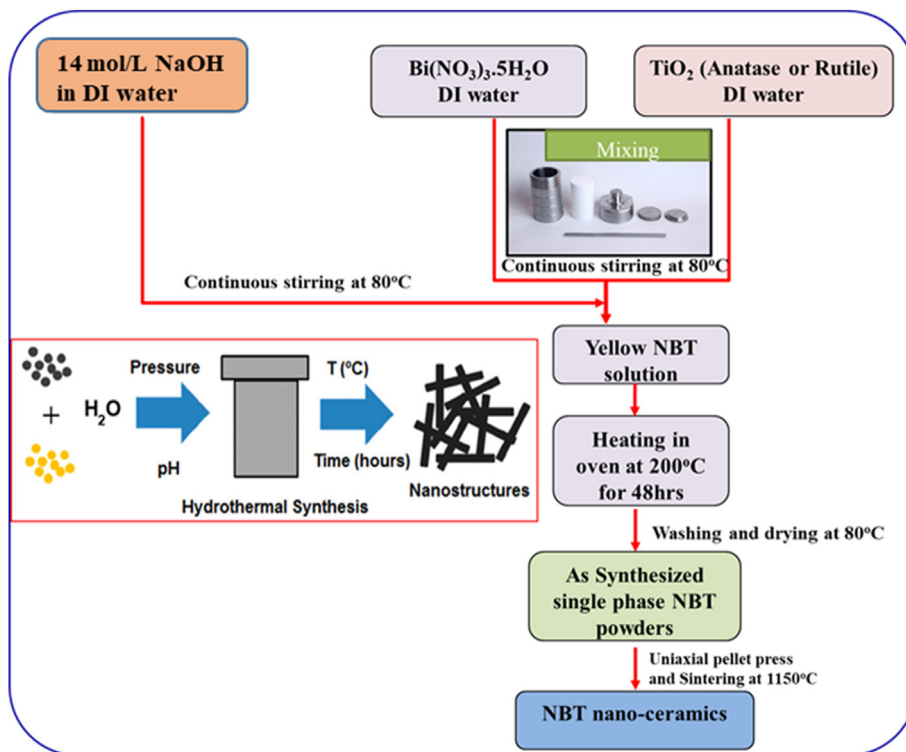 14 mol/L NaOH
in DI water
Bi(NO₃)₃.5H₂O
DI water
TiO₂ (Anatase or Rutile)
DI water
Mixing
Continuous stirring at 80°C
Continuous stirring at 80°C
Yellow NBT
solution
Heating in
oven at 200°C
for 48hrs
Washing and drying at 80°C
As Synthesized
single phase NBT
powders
Uniaxial pellet press
and Sintering at 1150°C
NBT nano-ceramics
Pressure
T (°C)
+ H₂O
pH
Time (hours)
Hydrothermal Synthesis
Nanostructures